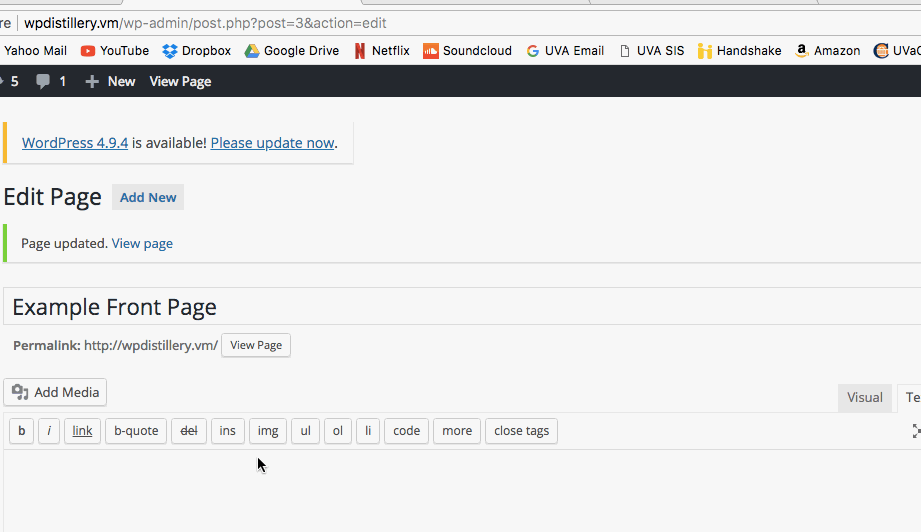 re wpdistillery.vm/wp-admin/post.php?post=3&action=edit
Yahoo Mail YouTube Dropbox Google Drive Netflix Soundcloud UVA Email UVA SIS Handshake Amazon UVaC
5 1 New View Page
WordPress 4.9.4 is available! Please update now.
Edit Page Add New
Page updated. View page
Example Front Page
Permalink: http://wpdistillery.vm/ View Page
Add Media Visual Te
b i link b-quote del ins img ul ol li code more close tags